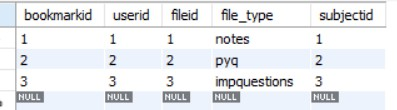 bookmarkid userid fileid file_type subjectid
1 1 1 notes 1
2 2 2 pyq 2
3 3 3 impquestions 3
NULL NULL NULL NULL NULL